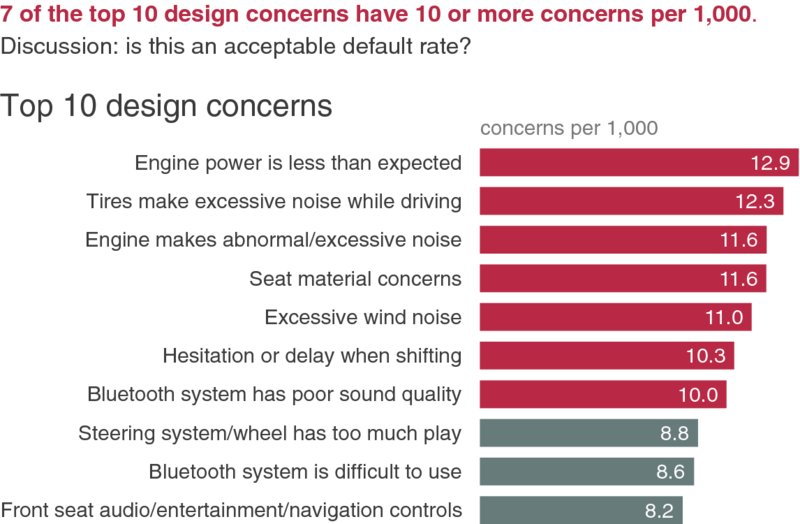 7 of the top 10 design concerns have 10 or more concerns per 1,000.
Discussion: is this an acceptable default rate?
Top 10 design concerns
concerns per 1,000
Engine power is less than expected 12.9
Tires make excessive noise while driving 12.3
Engine makes abnormal/excessive noise 11.6
Seat material concerns 11.6
Excessive wind noise 11.0
Hesitation or delay when shifting 10.3
Bluetooth system has poor sound quality 10.0
Steering system/wheel has too much play 8.8
Bluetooth system is difficult to use 8.6
Front seat audio/entertainment/navigation controls 8.2